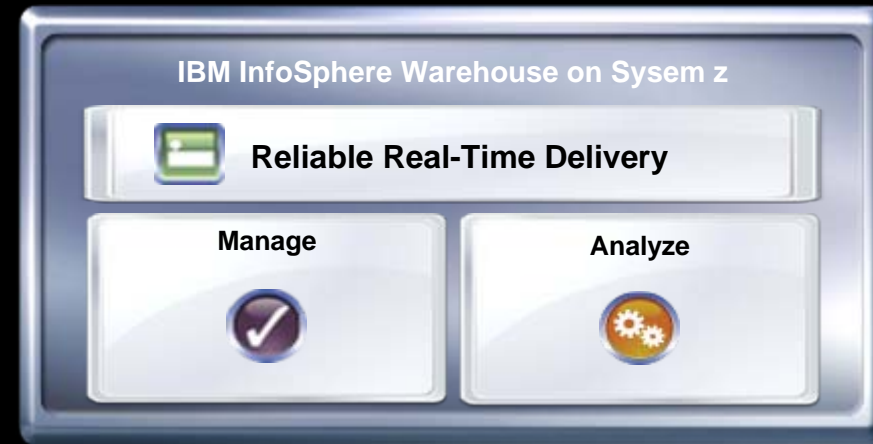 IBM InfoSphere Warehouse on Sysem z
Reliable Real-Time Delivery
Manage
Analyze